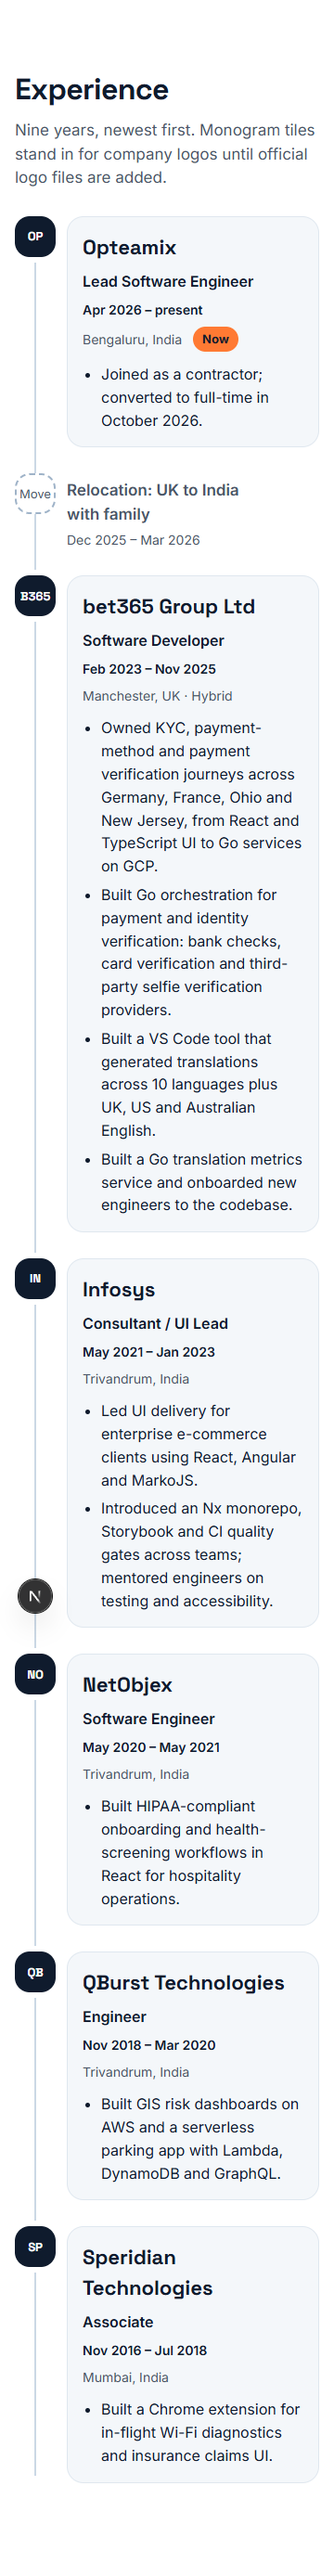 Experience
Nine years, newest first. Monogram tiles
stand in for company logos until official
logo files are added.
OP
Opteamix
Lead Software Engineer
Apr 2026 – present
Bengaluru, India Now
• Joined as a contractor;
converted to full-time in
October 2026.
Move
Relocation: UK to India
with family
Dec 2025 – Mar 2026
B365
bet365 Group Ltd
Software Developer
Feb 2023 – Nov 2025
Manchester, UK · Hybrid
• Owned KYC, payment-
method and payment
verification journeys across
Germany, France, Ohio and
New Jersey, from React and
TypeScript UI to Go services
on GCP.
• Built Go orchestration for
payment and identity
verification: bank checks,
card verification and third-
party selfie verification
providers.
• Built a VS Code tool that
generated translations
across 10 languages plus
UK, US and Australian
English.
• Built a Go translation metrics
service and onboarded new
engineers to the codebase.
IN
Infosys
Consultant / UI Lead
May 2021 – Jan 2023
Trivandrum, India
• Led UI delivery for
enterprise e-commerce
clients using React, Angular
and MarkoJS.
• Introduced an Nx monorepo,
Storybook and CI quality
gates across teams;
mentored engineers on
testing and accessibility.
N
NO
NetObjex
Software Engineer
May 2020 – May 2021
Trivandrum, India
• Built HIPAA-compliant
onboarding and health-
screening workflows in
React for hospitality
operations.
QB
QBurst Technologies
Engineer
Nov 2018 – Mar 2020
Trivandrum, India
• Built GIS risk dashboards on
AWS and a serverless
parking app with Lambda,
DynamoDB and GraphQL.
SP
Speridian
Technologies
Associate
Nov 2016 – Jul 2018
Mumbai, India
• Built a Chrome extension for
in-flight Wi-Fi diagnostics
and insurance claims UI.